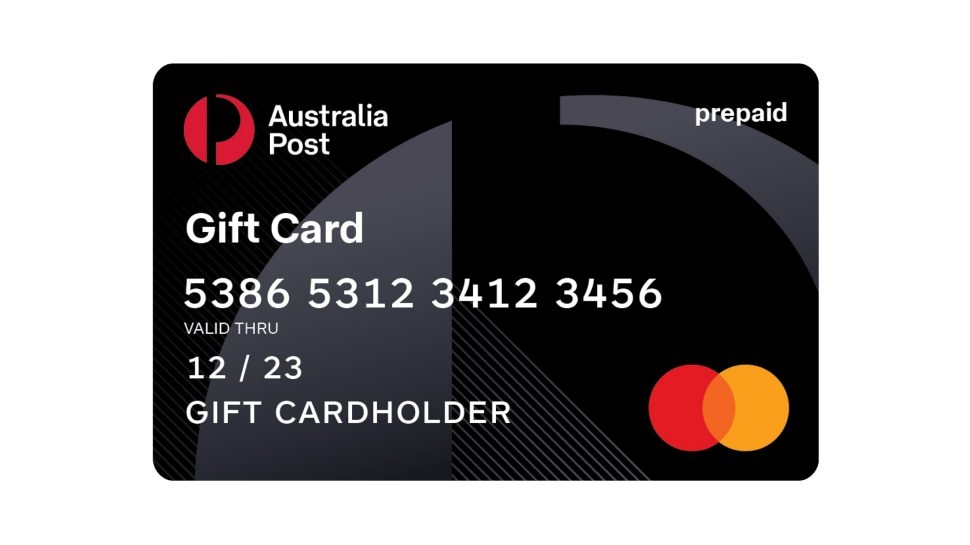 Australia
Post
prepaid
Gift Card
5386 5312 3412 3456
VALID THRU
12 / 23
GIFT CARDHOLDER